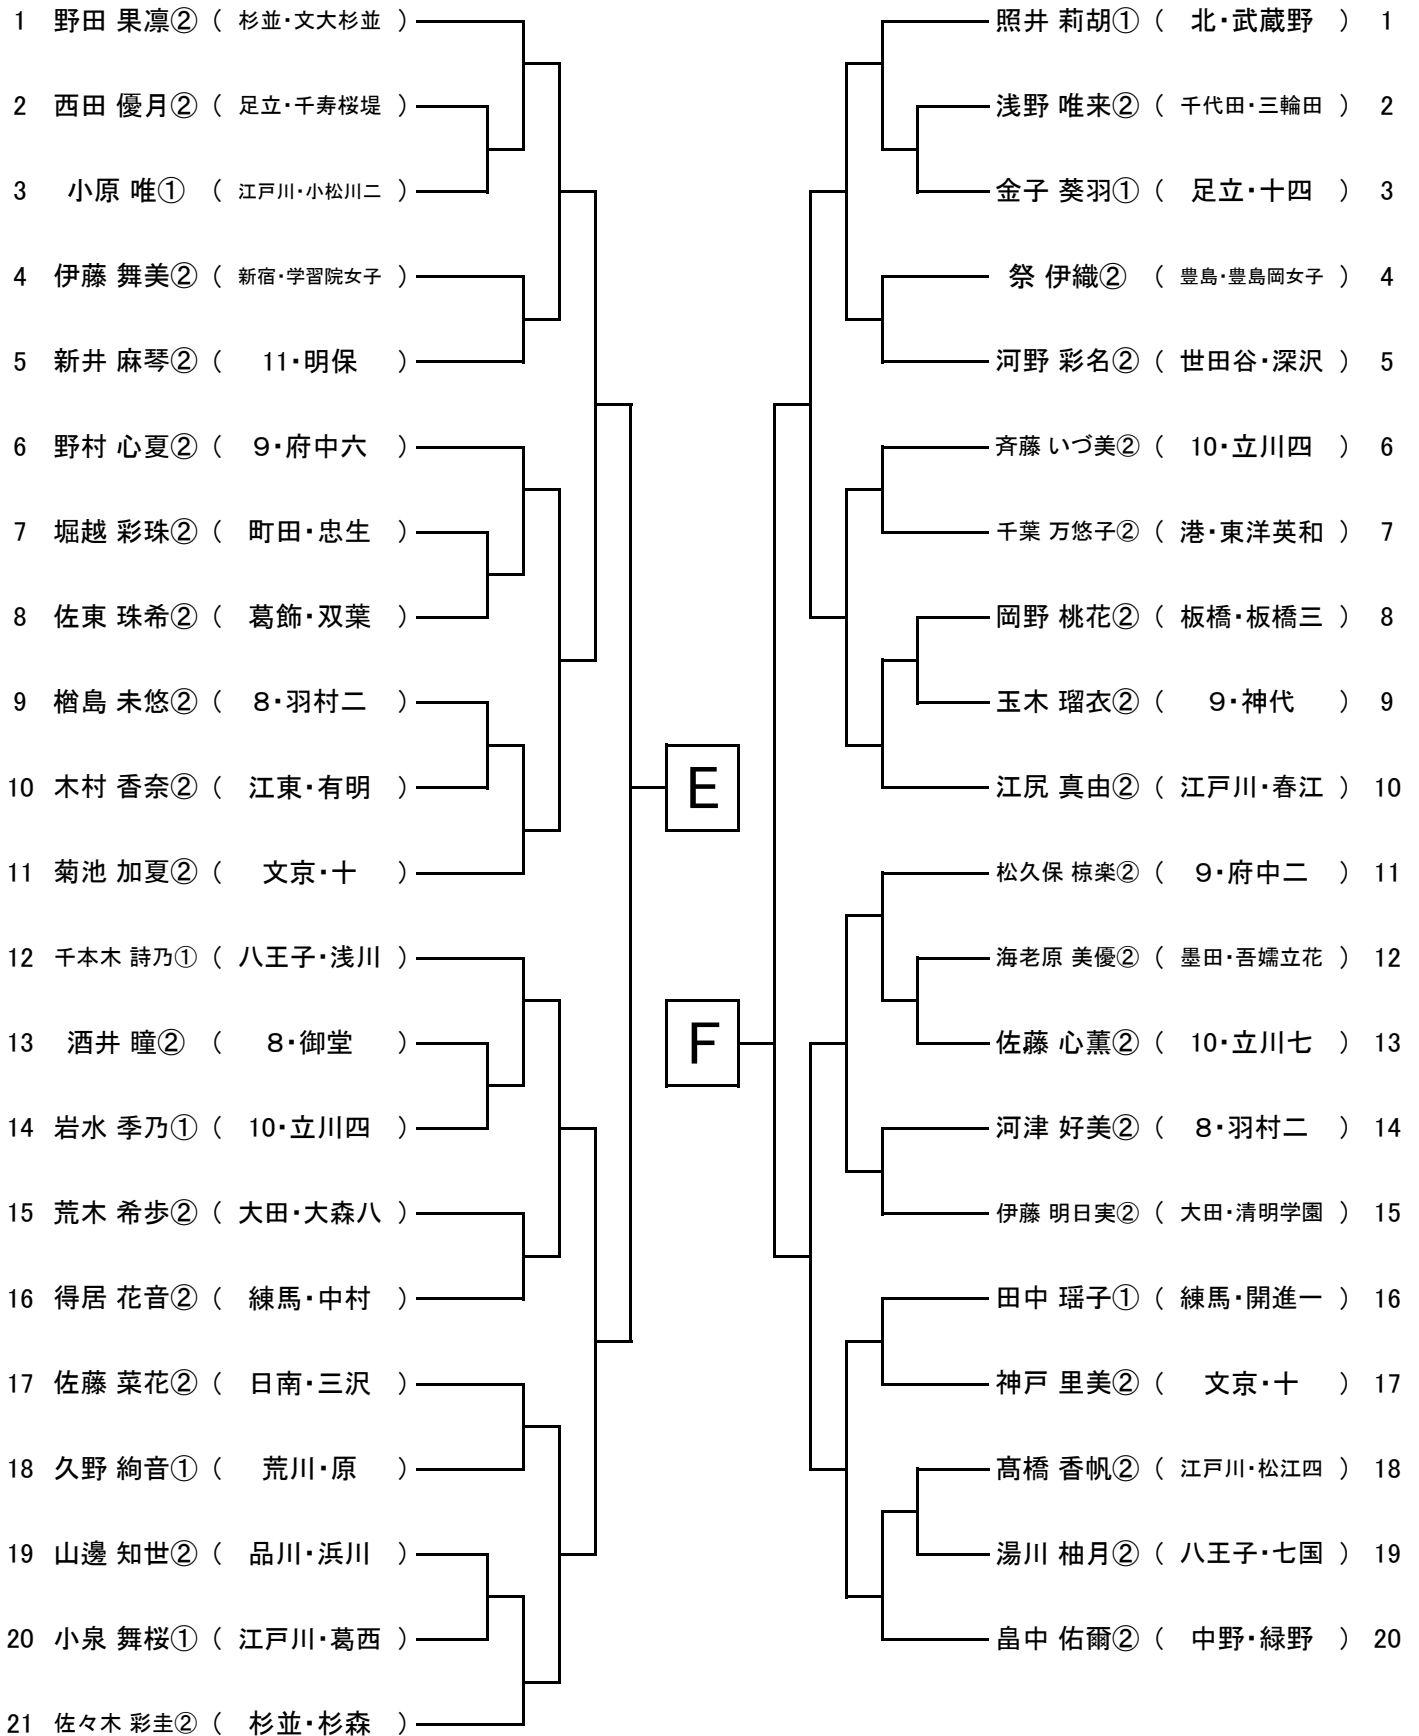 1 野田 果凛② ( 杉並・文大杉並 )
2 西田 優月② ( 足立・千寿桜堤 )
3 小原 唯① ( 江戸川・小松川二 )
4 伊藤 舞美② ( 新宿・学習院女子 )
5 新井 麻琴② ( 11・明保 )
6 野村 心夏② ( 9・府中六 )
7 堀越 彩珠② ( 町田・忠生 )
8 佐東 珠希② ( 葛飾・双葉 )
9 楢島 未悠② ( 8・羽村二 )
10 木村 香奈② ( 江東・有明 )
11 菊池 加夏② ( 文京・十 )
12 千本木 詩乃① ( 八王子・浅川 )
13 酒井 瞳② ( 8・御堂 )
14 岩水 季乃① ( 10・立川四 )
15 荒木 希歩② ( 大田・大森八 )
16 得居 花音② ( 練馬・中村 )
17 佐藤 菜花② ( 日南・三沢 )
18 久野 絢音① ( 荒川・原 )
19 山邊 知世② ( 品川・浜川 )
20 小泉 舞桜① ( 江戸川・葛西 )
21 佐々木 彩圭② ( 杉並・杉森 )
E
F
照井 莉胡① ( 北・武蔵野 ) 1
浅野 唯来② ( 千代田・三輪田 ) 2
金子 葵羽① ( 足立・十四 ) 3
祭 伊織② ( 豊島・豊島岡女子 ) 4
河野 彩名② ( 世田谷・深沢 ) 5
斉藤 いづ美② ( 10・立川四 ) 6
千葉 万悠子② ( 港・東洋英和 ) 7
岡野 桃花② ( 板橋・板橋三 ) 8
玉木 瑠衣② ( 9・神代 ) 9
江尻 真由② ( 江戸川・春江 ) 10
松久保 椋楽② ( 9・府中二 ) 11
海老原 美優② ( 墨田・吾嬬立花 ) 12
佐藤 心薫② ( 10・立川七 ) 13
河津 好美② ( 8・羽村二 ) 14
伊藤 明日実② ( 大田・清明学園 ) 15
田中 瑶子① ( 練馬・開進一 ) 16
神戸 里美② ( 文京・十 ) 17
髙橋 香帆② ( 江戸川・松江四 ) 18
湯川 柚月② ( 八王子・七国 ) 19
畠中 佑爾② ( 中野・緑野 ) 20